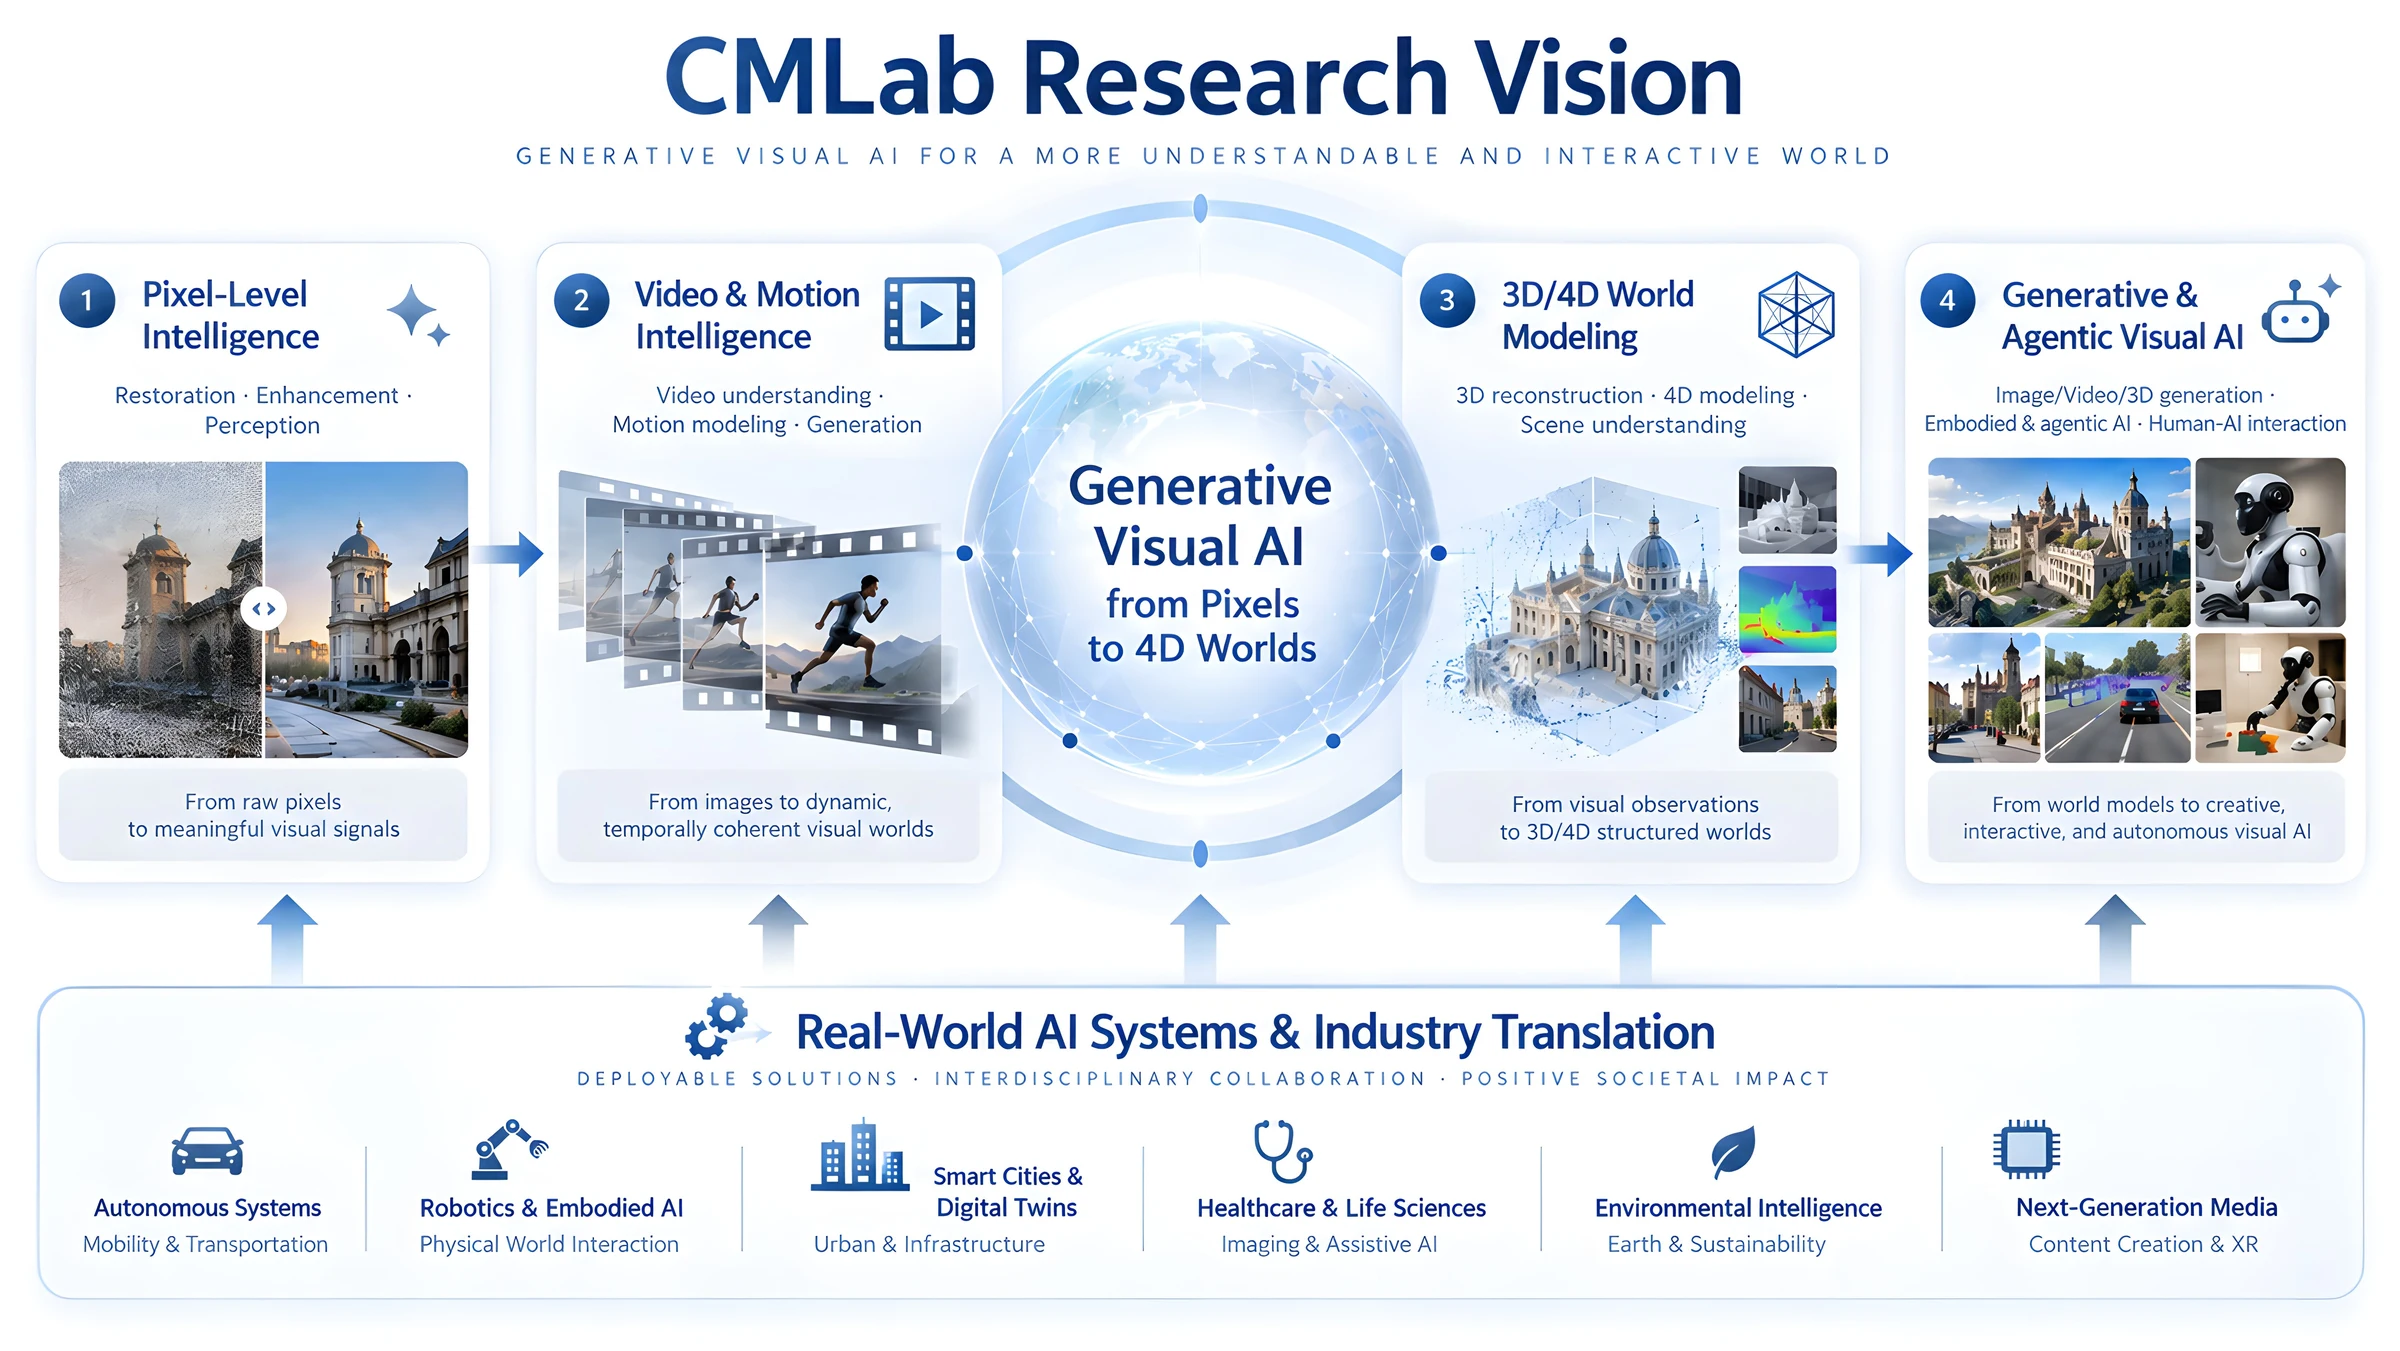 CMLab Research Vision
GENERATIVE VISUAL AI FOR A MORE UNDERSTANDABLE AND INTERACTIVE WORLD
1
Pixel-Level
Intelligence
Restoration · Enhancement ·
Perception
From raw pixels
to meaningful visual signals
2
Video & Motion
Intelligence
Video understanding ·
Motion modeling · Generation
From images to dynamic,
temporally coherent visual worlds
Generative
Visual AI
from Pixels
to 4D Worlds
3
3D/4D World
Modeling
3D reconstruction · 4D modeling ·
Scene understanding
From visual observations
to 3D/4D structured worlds
4
Generative &
Agentic Visual AI
Image/Video/3D generation ·
Embodied & agentic AI · Human-AI interaction
From world models to creative,
interactive, and autonomous visual AI
Real-World AI Systems & Industry Translation
DEPLOYABLE SOLUTIONS · INTERDISCIPLINARY COLLABORATION · POSITIVE SOCIETAL IMPACT
Autonomous Systems
Mobility & Transportation
Robotics & Embodied AI
Physical World Interaction
Smart Cities &
Digital Twins
Urban & Infrastructure
Healthcare & Life Sciences
Imaging & Assistive AI
Environmental Intelligence
Earth & Sustainability
Next-Generation Media
Content Creation & XR